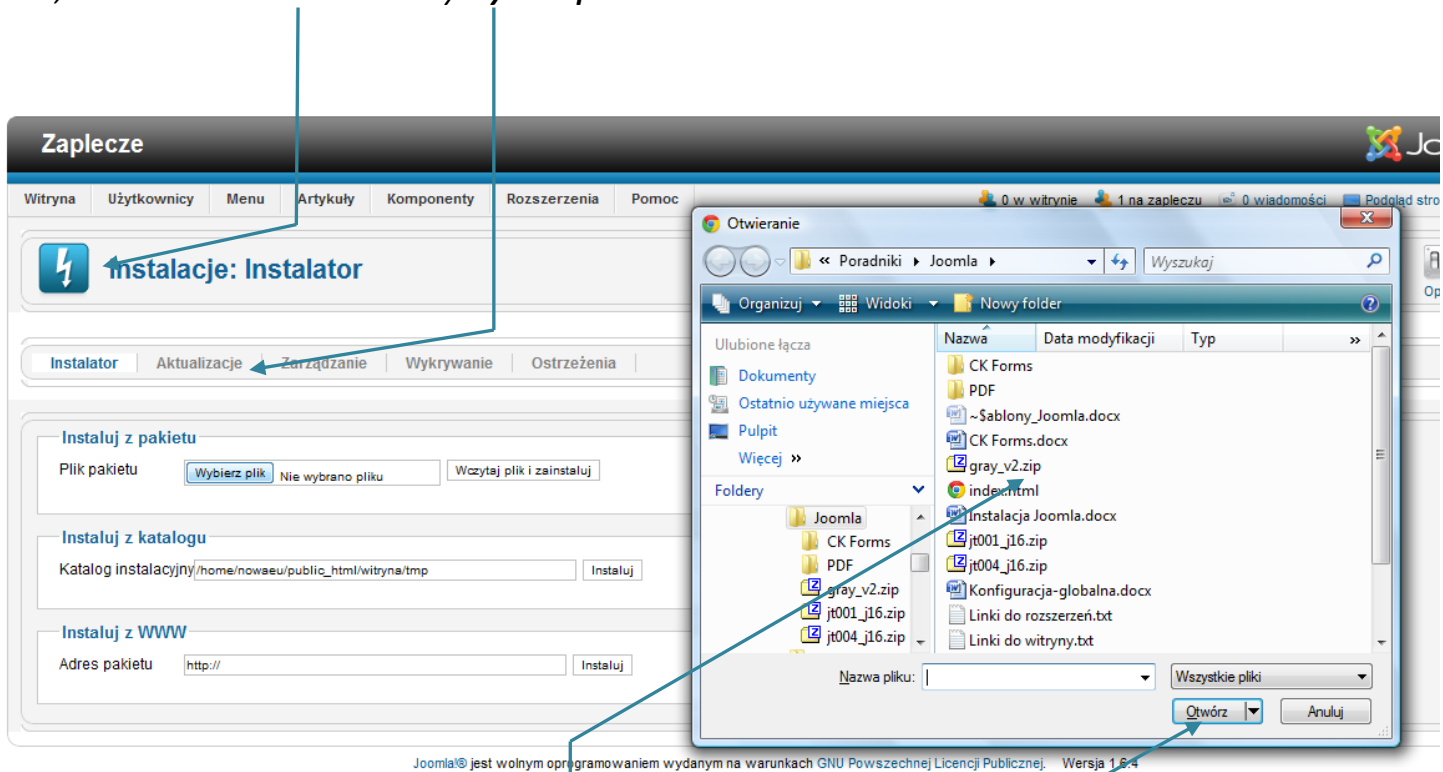 Zaplecze
Witryna Użytkownicy Menu Artykuły Komponenty Rozszerzenia Pomoc
0 w witrynie 1 na zapleczu 0 wiadomości Podgląd stro
Instalacje: Instalator
Instalator Aktualizacje Zarządzanie Wykrywanie Ostrzeżenia
Instaluj z pakietu
Plik pakietu Wybierz plik Nie wybrano pliku Wczytaj plik i zainstaluj
Instaluj z katalogu
Katalog instalacyjny /home/nowaeu/public_html/witryna/tmp Instaluj
Instaluj z WWW
Adres pakietu http:// Instaluj
Otwieranie
« Poradniki Joomla Wyszukaj
Organizuj Widoki Nowy folder
Ulubione łącza
Dokumenty
Ostatnio używane miejsca
Pulpit
Więcej »
Foldery
Joomla
CK Forms
PDF
gray_v2.zip
jt001_j16.zip
jt004_j16.zip
Nazwa Data modyfikacji Typ »
CK Forms
PDF
~$ablony_Joomla.docx
CK Forms.docx
gray_v2.zip
index.html
Instalacja Joomla.docx
jt001_j16.zip
jt004_j16.zip
Konfiguracja-globalna.docx
Linki do rozszerzeń.txt
Linki do witryny.txt
Nazwa pliku: Wszystkie pliki
Otwórz Anuluj
Joomla!® jest wolnym oprogramowaniem wydanym na warunkach GNU Powszechnej Licencji Publicznej. Wersja 1.6.4